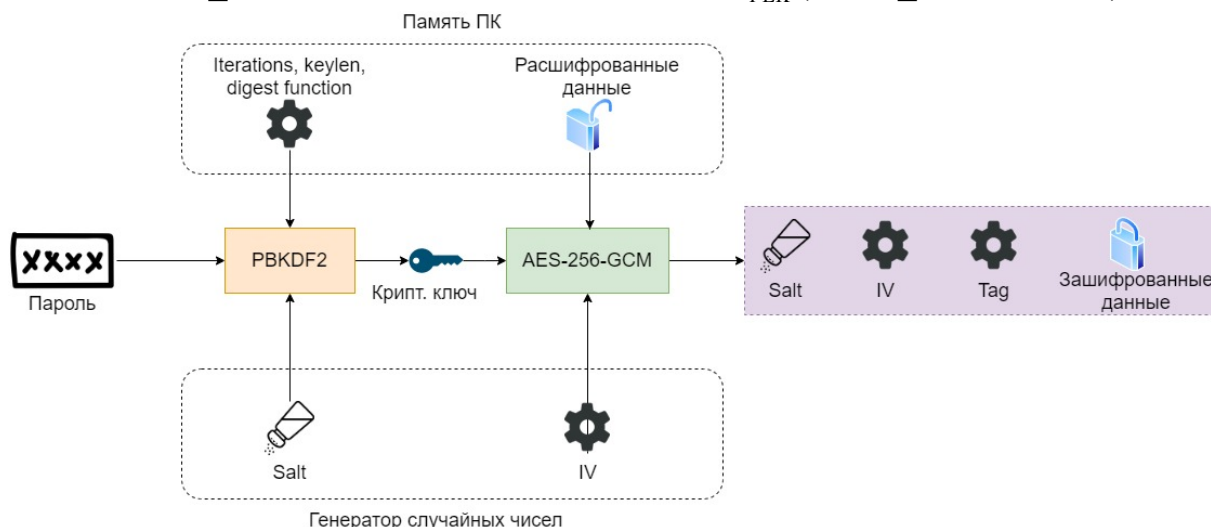 Память ПК
Iterations, keylen,
digest function
Расшифрованные
данные
XXXX
PBKDF2
AES-256-GCM
Пароль
Крипт. ключ
Salt
IV
Tag
Зашифрованные
данные
Salt
IV
Генератор случайных чисел